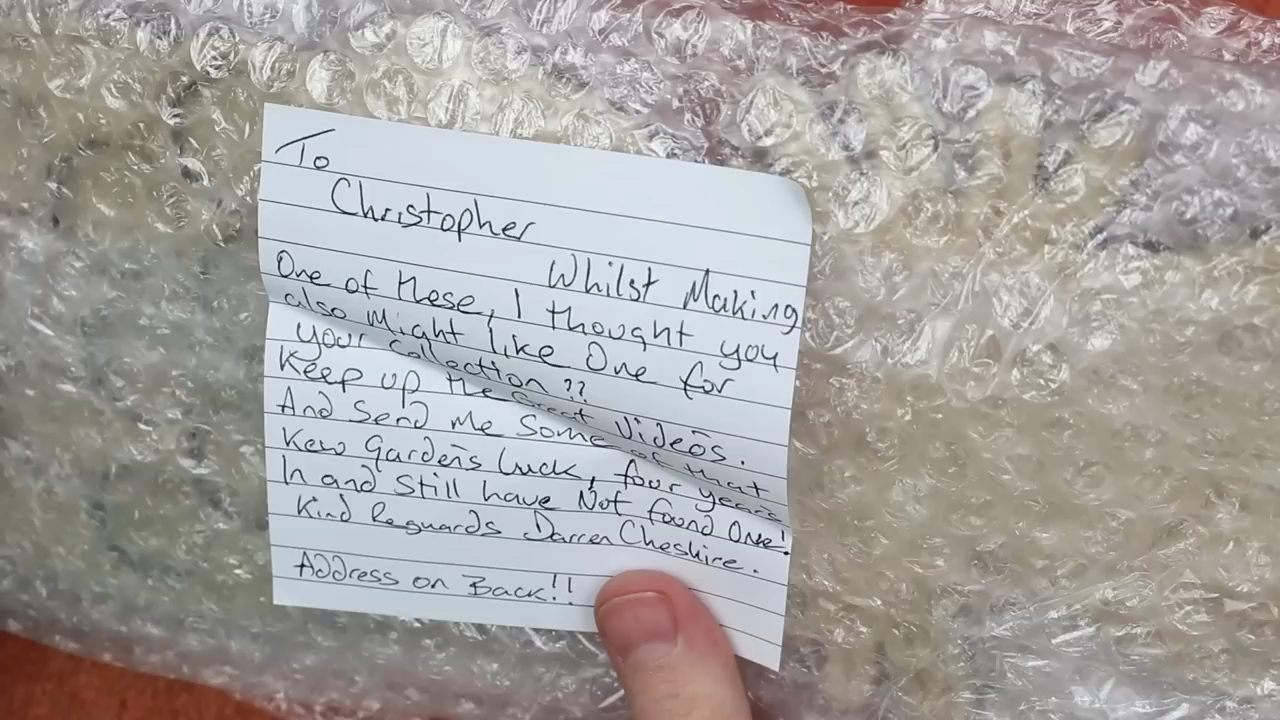 To
Christopher
Whilst Making
One of these, I thought you
also Might like One for
your Collection ??
Keep up the Great Videos.
And Send Me Some of that
Kew Gardens Luck, four years
In and Still have Not found One!
Kind Reguards Darren Cheshire.
Address on Back!!